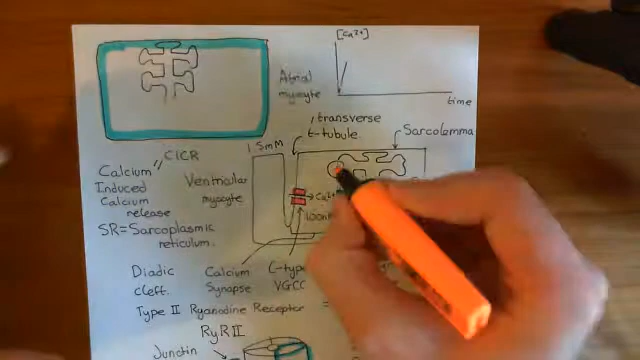 [Ca²⁺]
time
Atrial
myocyte
transverse
t-tubule
Sarcolemma
1.5mM
CICR
Calcium
Induced
Calcium
release
Ventricular
myocyte
Ca²⁺
SR = Sarcoplasmic
reticulum.
Diadic
cleft.
Calcium
Synapse
L-type
VGCC
Type II Ryanodine Receptor =
RyR II
Junctin